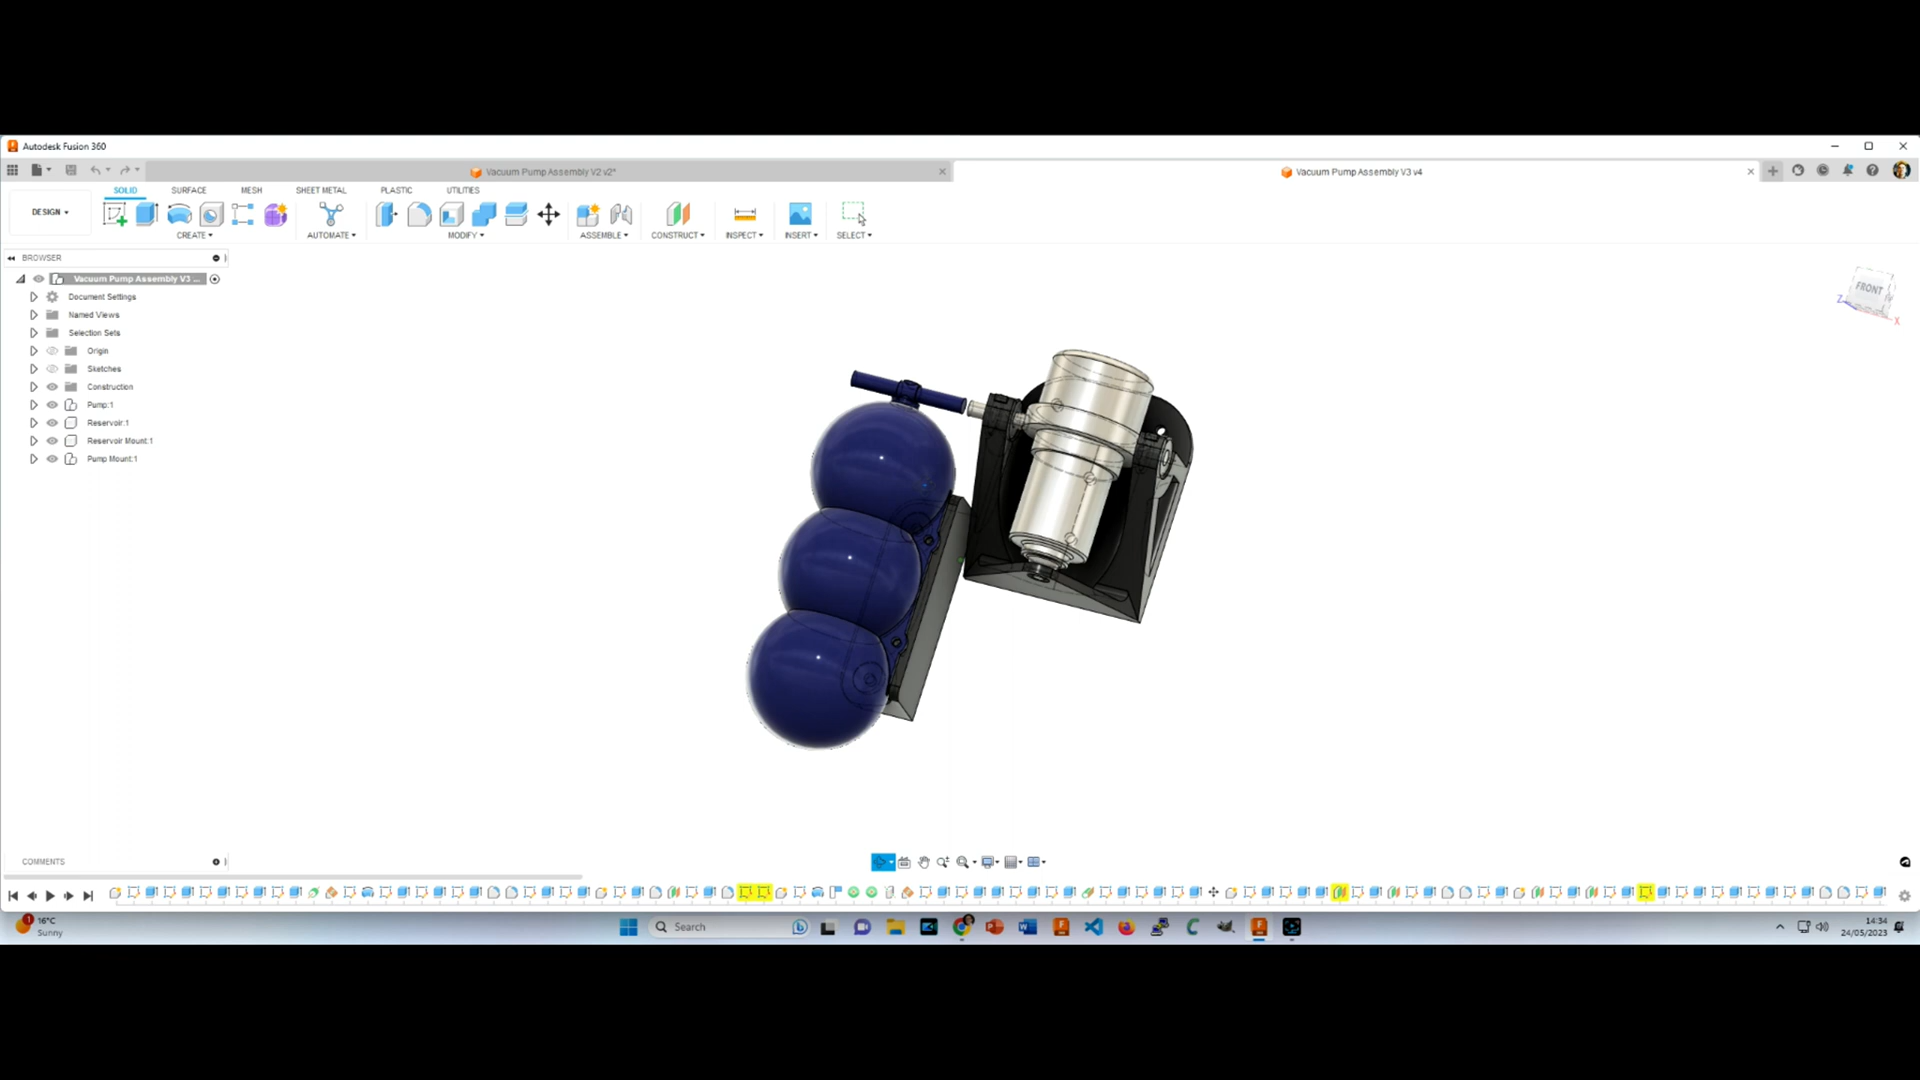 Autodesk Fusion 360
Vacuum Pump Assembly V2 v2*
Vacuum Pump Assembly V3 v4
SOLID SURFACE MESH SHEET METAL PLASTIC UTILITIES
DESIGN
CREATE AUTOMATE MODIFY ASSEMBLE CONSTRUCT INSPECT INSERT SELECT
BROWSER
Vacuum Pump Assembly V3 ...
Document Settings
Named Views
Selection Sets
Origin
Sketches
Construction
Pump:1
Reservoir:1
Reservoir Mount:1
Pump Mount:1
FRONT
Z
X
COMMENTS
1
16°C
Sunny
Search
14:34
24/05/2023